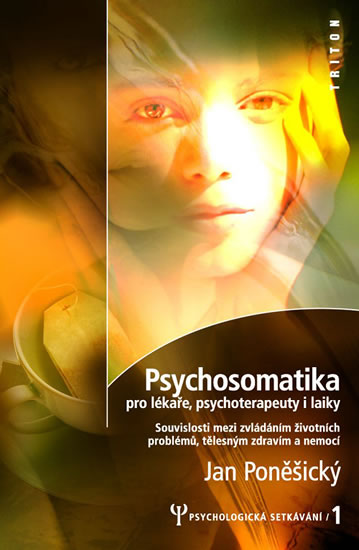 TRITON
Psychosomatika
pro lékaře, psychoterapeuty i laiky
Souvislosti mezi zvládáním životních
problémů, tělesným zdravím a nemocí
Jan Poněšický
Ψ PSYCHOLOGICKÁ SETKÁVÁNÍ / 1